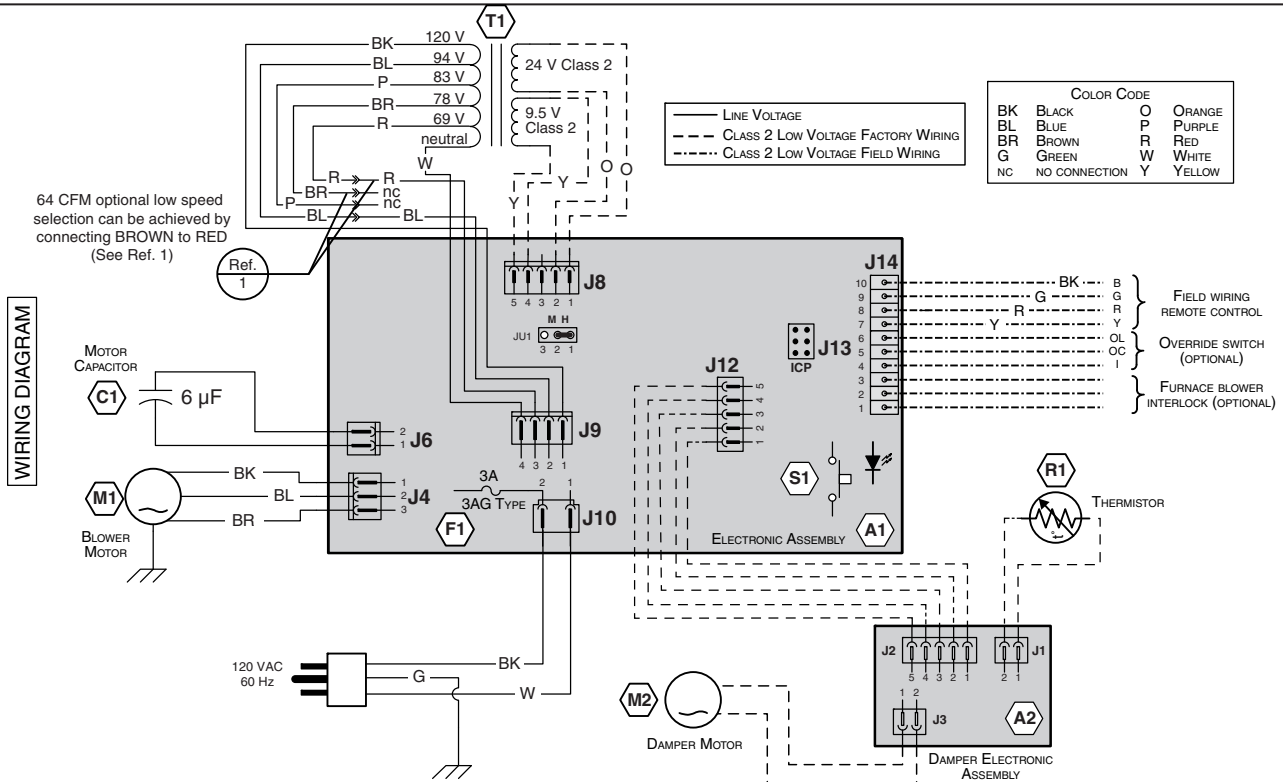 T1
BK 120 V
BL 94 V
P 83 V
BR 78 V
R 69 V
neutral
W
24 V Class 2
9.5 V
Class 2
O O
Y Y
LINE VOLTAGE
CLASS 2 LOW VOLTAGE FACTORY WIRING
CLASS 2 LOW VOLTAGE FIELD WIRING
COLOR CODE
BK BLACK O ORANGE
BL BLUE P PURPLE
BR BROWN R RED
G GREEN W WHITE
NC NO CONNECTION Y YELLOW
R R
BR nc
P nc
BL BL
64 CFM optional low speed
selection can be achieved by
connecting BROWN to RED
(See Ref. 1)
Ref.
1
WIRING DIAGRAM
J8
5 4 3 2 1
M H
JU1
3 2 1
J14
10 BK B
9 G G
8 R R
7 Y Y
6 OL
5 OC
4 I
3
2
1
FIELD WIRING
REMOTE CONTROL
OVERRIDE SWITCH
(OPTIONAL)
FURNACE BLOWER
INTERLOCK (OPTIONAL)
J13
ICP
J12
5
4
3
2
1
MOTOR
CAPACITOR
C1
6 µF
2
1
J6
J9
4 3 2 1
M1
BLOWER
MOTOR
BK
BL
BR
1
2
3
J4
3A
3AG TYPE
F1
2 1
J10
S1
ELECTRONIC ASSEMBLY
A1
R1
THERMISTOR
t°
120 VAC
60 Hz
BK
G
W
M2
DAMPER MOTOR
J2
5 4 3 2 1
J1
2 1
1 2
J3
A2
DAMPER ELECTRONIC
ASSEMBLY